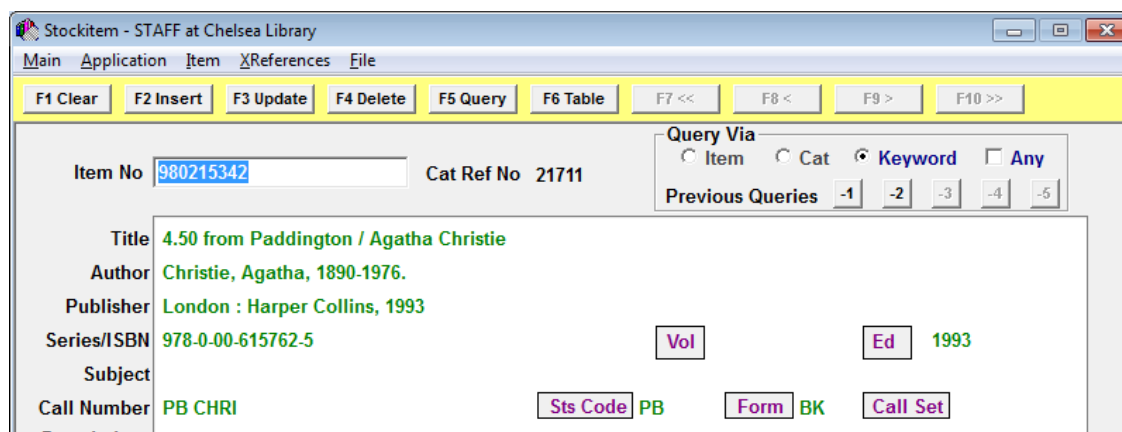 Stockitem - STAFF at Chelsea Library
Main Application Item XReferences File
F1 Clear F2 Insert F3 Update F4 Delete F5 Query F6 Table F7 << F8 < F9 > F10 >>
Query Via
Item No 980215342 Cat Ref No 21711 Item Cat Keyword Any
Previous Queries -1 -2 -3 -4 -5
Title 4.50 from Paddington / Agatha Christie
Author Christie, Agatha, 1890-1976.
Publisher London : Harper Collins, 1993
Series/ISBN 978-0-00-615762-5 Vol Ed 1993
Subject
Call Number PB CHRI Sts Code PB Form BK Call Set